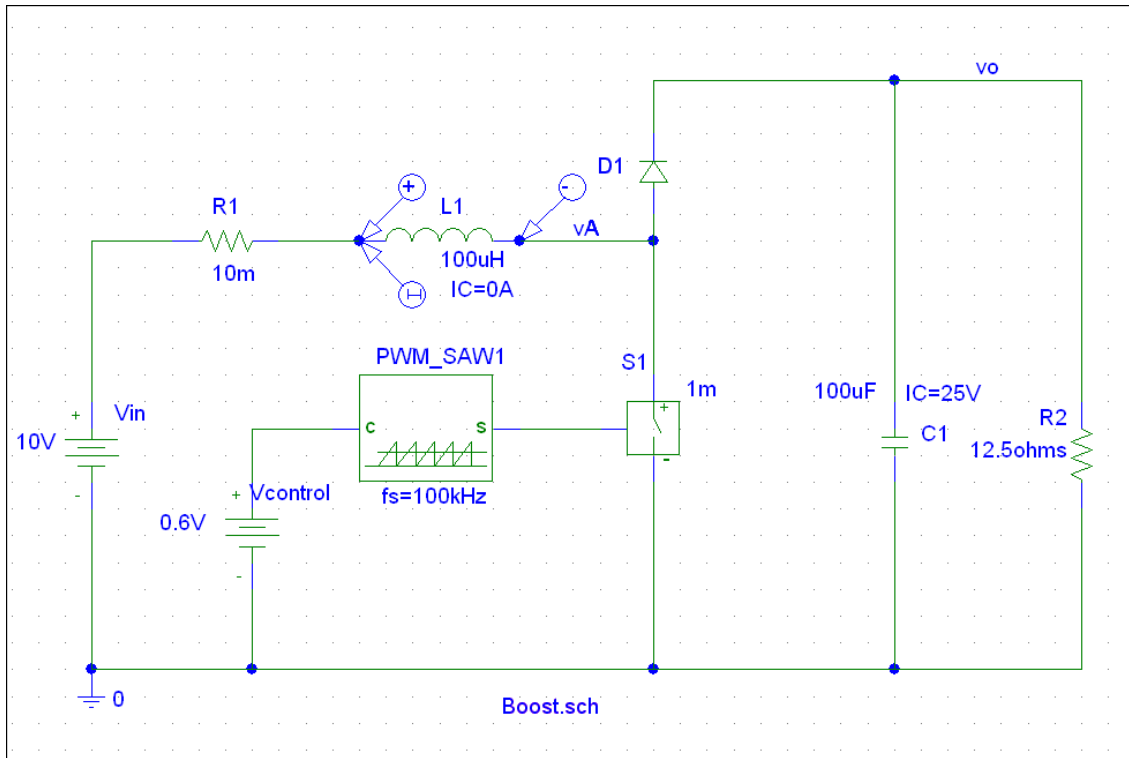 vo
D1
+
-
R1
L1
vA
10m
100uH
IC=0A
I
PWM_SAW1
S1
1m
+
-
100uF
IC=25V
C1
R2
12.5ohms
+
Vin
10V
-
c
s
fs=100kHz
+
Vcontrol
0.6V
-
0
Boost.sch